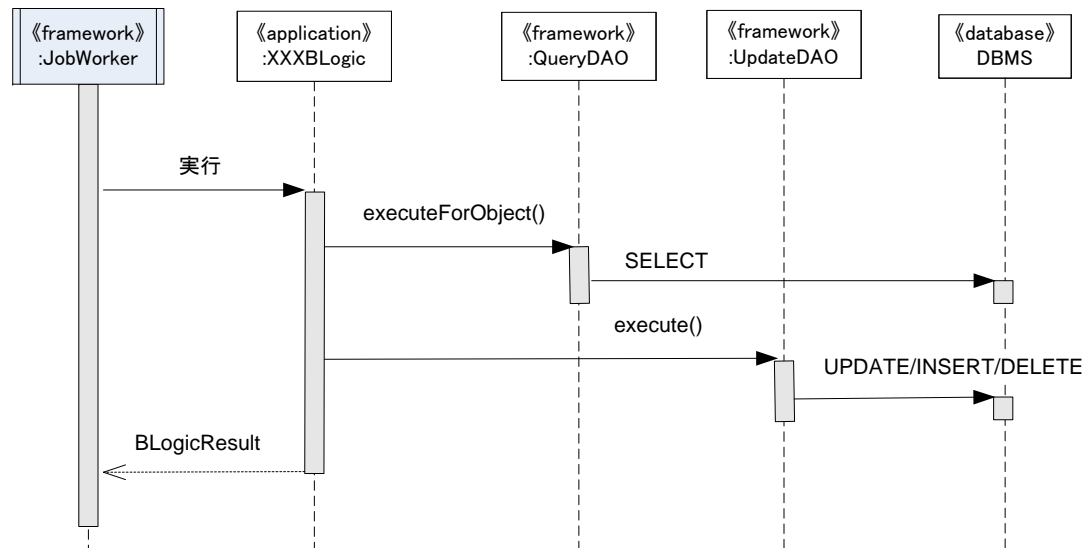 《framework》
:JobWorker
《application》
:XXXBLogic
《framework》
:QueryDAO
《framework》
:UpdateDAO
《database》
DBMS
実行
executeForObject()
SELECT
execute()
UPDATE/INSERT/DELETE
BLogicResult